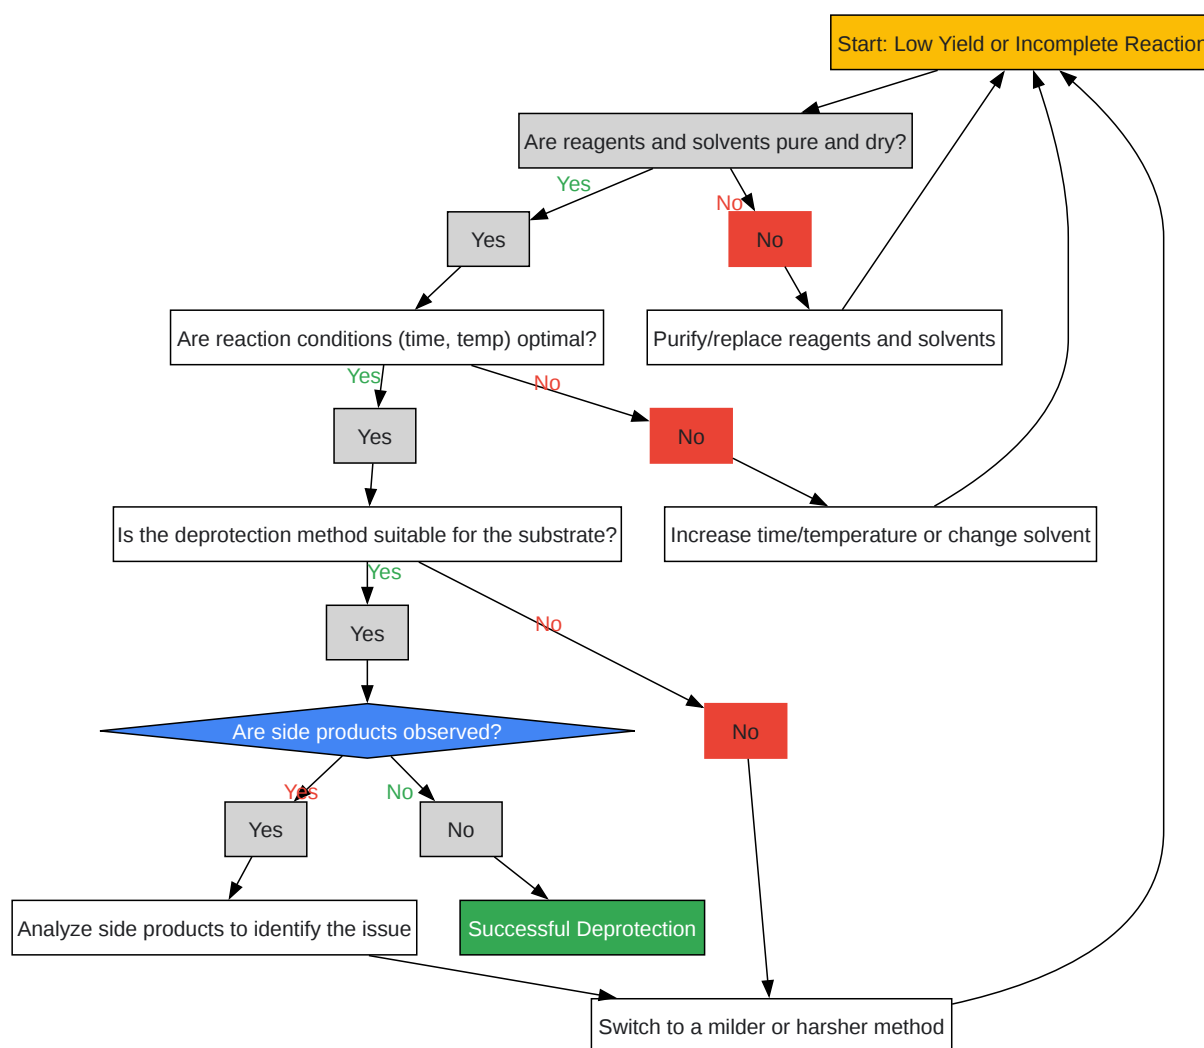 Start: Low Yield or Incomplete Reaction
Are reagents and solvents pure and dry?
Yes
No
Yes
No
Are reaction conditions (time, temp) optimal?
Purify/replace reagents and solvents
Yes
No
Yes
No
Is the deprotection method suitable for the substrate?
Increase time/temperature or change solvent
Yes
No
Yes
Are side products observed?
No
Yes
No
Yes
No
Analyze side products to identify the issue
Successful Deprotection
Switch to a milder or harsher method